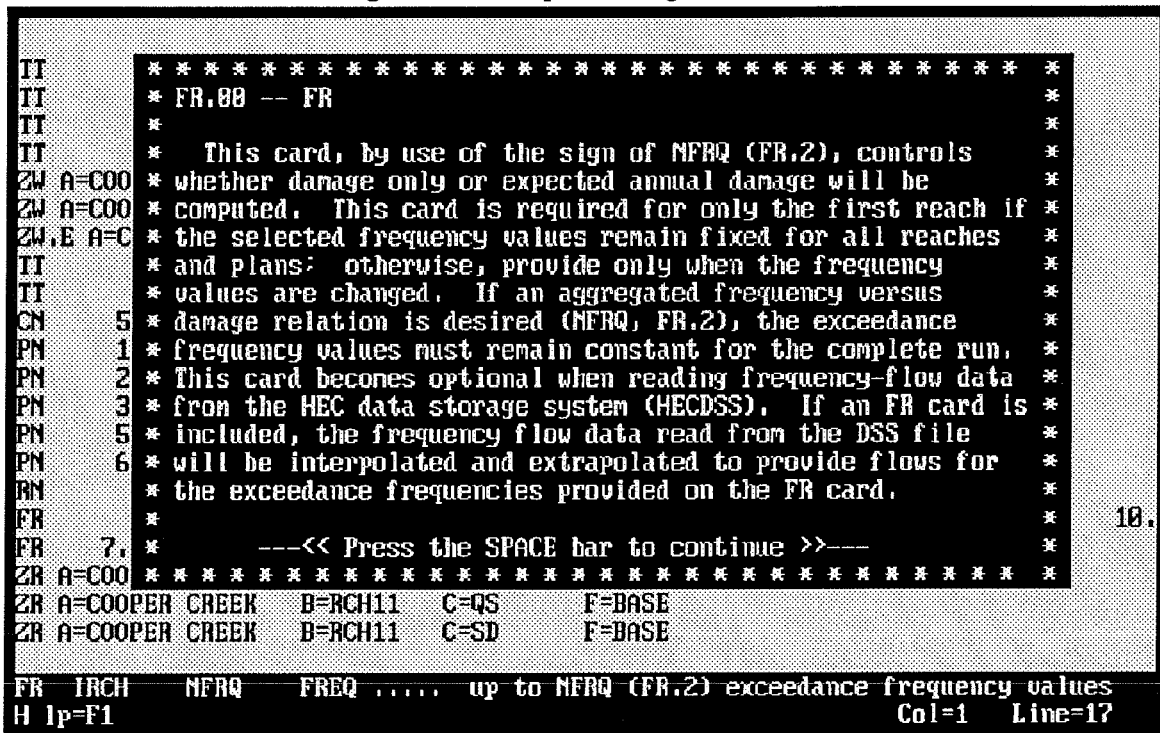 TT * * * * * * * * * * * * * * * * * * * * * * * * * * * * * * * *
TT * FR.00 -- FR *
TT * *
TT * This card, by use of the sign of NFRQ (FR.2), controls *
ZW A=COO * whether damage only or expected annual damage will be *
ZW A=COO * computed. This card is required for only the first reach if *
ZW,E A=C * the selected frequency values remain fixed for all reaches *
TT * and plans; otherwise, provide only when the frequency *
TT * values are changed. If an aggregated frequency versus *
CN 5 * damage relation is desired (NFRQ, FR.2), the exceedance *
PN 1 * frequency values must remain constant for the complete run. *
PN 2 * This card becomes optional when reading frequency-flow data *
PN 3 * from the HEC data storage system (HECDSS). If an FR card is *
PN 5 * included, the frequency flow data read from the DSS file *
PN 6 * will be interpolated and extrapolated to provide flows for *
RN * the exceedance frequencies provided on the FR card. *
FR * * 10.
FR 7. * ---<< Press the SPACE bar to continue >>--- *
ZR A=COO * * * * * * * * * * * * * * * * * * * * * * * * * * * * * * * *
ZR A=COOPER CREEK B=RCH11 C=QS F=BASE
ZR A=COOPER CREEK B=RCH11 C=SD F=BASE
FR IRCH NFRQ FREQ ..... up to NFRQ (FR.2) exceedance frequency values
H lp=F1 Col=1 Line=17